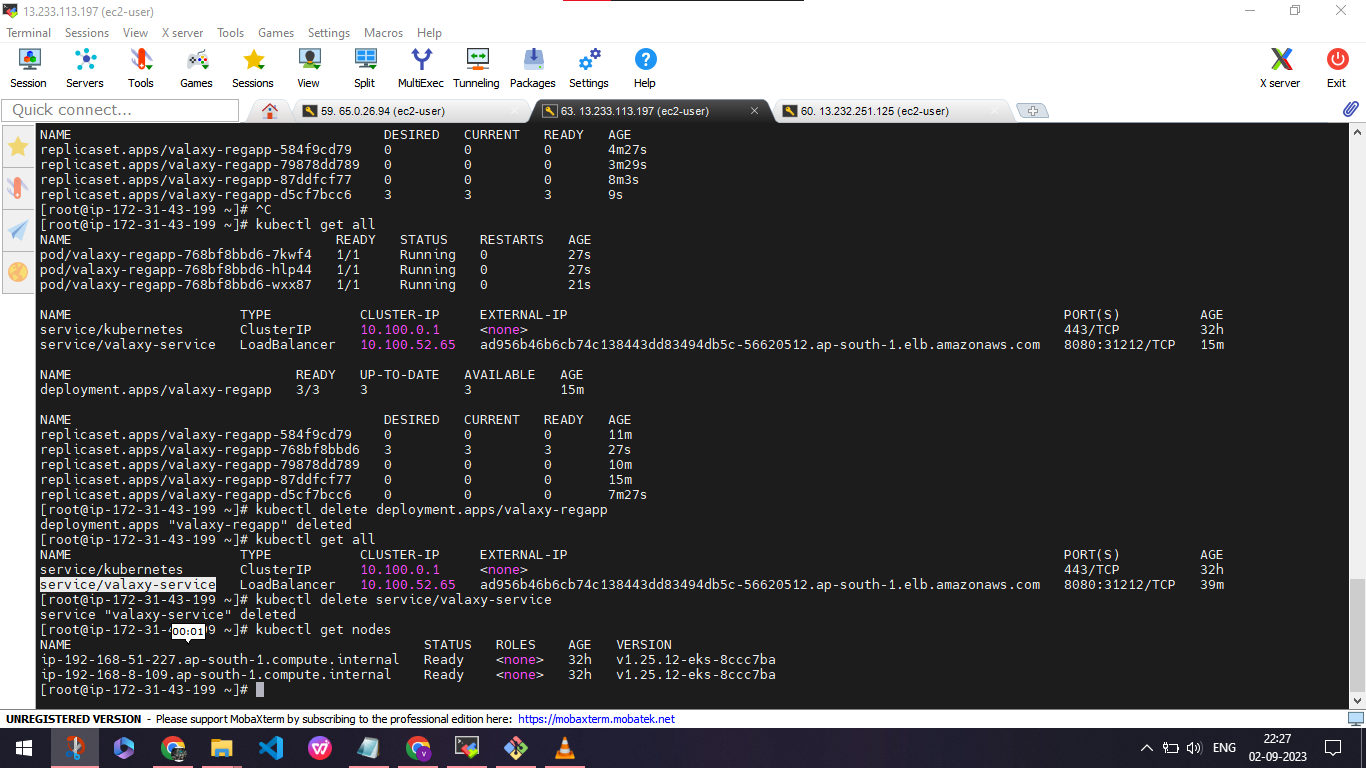 13.233.113.197 (ec2-user)
Terminal Sessions View X server Tools Games Settings Macros Help
Session Servers Tools Games Sessions View Split MultiExec Tunneling Packages Settings Help X server Exit
Quick connect... 59. 65.0.26.94 (ec2-user) 63. 13.233.113.197 (ec2-user) 60. 13.232.251.125 (ec2-user)
NAME DESIRED CURRENT READY AGE
replicaset.apps/valaxy-regapp-584f9cd79 0 0 0 4m27s
replicaset.apps/valaxy-regapp-79878dd789 0 0 0 3m29s
replicaset.apps/valaxy-regapp-87ddfcf77 0 0 0 8m3s
replicaset.apps/valaxy-regapp-d5cf7bcc6 3 3 3 9s
[root@ip-172-31-43-199 ~]# ^C
[root@ip-172-31-43-199 ~]# kubectl get all
NAME READY STATUS RESTARTS AGE
pod/valaxy-regapp-768bf8bbd6-7kwf4 1/1 Running 0 27s
pod/valaxy-regapp-768bf8bbd6-hlp44 1/1 Running 0 27s
pod/valaxy-regapp-768bf8bbd6-wxx87 1/1 Running 0 21s
NAME TYPE CLUSTER-IP EXTERNAL-IP PORT(S) AGE
service/kubernetes ClusterIP 10.100.0.1 <none> 443/TCP 32h
service/valaxy-service LoadBalancer 10.100.52.65 ad956b46b6cb74c138443dd83494db5c-56620512.ap-south-1.elb.amazonaws.com 8080:31212/TCP 15m
NAME READY UP-TO-DATE AVAILABLE AGE
deployment.apps/valaxy-regapp 3/3 3 3 15m
NAME DESIRED CURRENT READY AGE
replicaset.apps/valaxy-regapp-584f9cd79 0 0 0 11m
replicaset.apps/valaxy-regapp-768bf8bbd6 3 3 3 27s
replicaset.apps/valaxy-regapp-79878dd789 0 0 0 10m
replicaset.apps/valaxy-regapp-87ddfcf77 0 0 0 15m
replicaset.apps/valaxy-regapp-d5cf7bcc6 0 0 0 7m27s
[root@ip-172-31-43-199 ~]# kubectl delete deployment.apps/valaxy-regapp
deployment.apps "valaxy-regapp" deleted
[root@ip-172-31-43-199 ~]# kubectl get all
NAME TYPE CLUSTER-IP EXTERNAL-IP PORT(S) AGE
service/kubernetes ClusterIP 10.100.0.1 <none> 443/TCP 32h
service/valaxy-service LoadBalancer 10.100.52.65 ad956b46b6cb74c138443dd83494db5c-56620512.ap-south-1.elb.amazonaws.com 8080:31212/TCP 39m
[root@ip-172-31-43-199 ~]# kubectl delete service/valaxy-service
service "valaxy-service" deleted
[root@ip-172-31- 00:01 99 ~]# kubectl get nodes
NAME STATUS ROLES AGE VERSION
ip-192-168-51-227.ap-south-1.compute.internal Ready <none> 32h v1.25.12-eks-8ccc7ba
ip-192-168-8-109.ap-south-1.compute.internal Ready <none> 32h v1.25.12-eks-8ccc7ba
[root@ip-172-31-43-199 ~]#
UNREGISTERED VERSION - Please support MobaXterm by subscribing to the professional edition here: https://mobaxterm.mobatek.net
ENG 22:27
02-09-2023